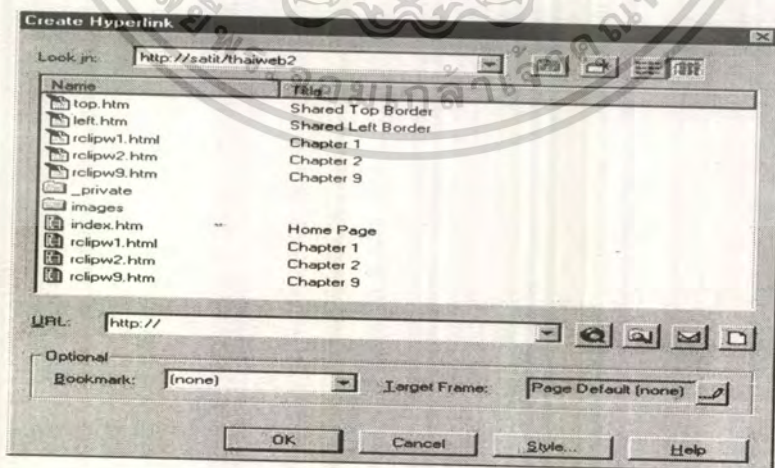 Create Hyperlink
Look in: http://satit/thaiweb2
Name Title
top.htm Shared Top Border
left.htm Shared Left Border
rclipw1.html Chapter 1
rclipw2.htm Chapter 2
rclipw9.htm Chapter 9
_private
images
index.htm Home Page
rclipw1.html Chapter 1
rclipw2.htm Chapter 2
rclipw9.htm Chapter 9
URL: http://
Optional
Bookmark: (none) Target Frame: Page Default (none)
OK Cancel Style... Help